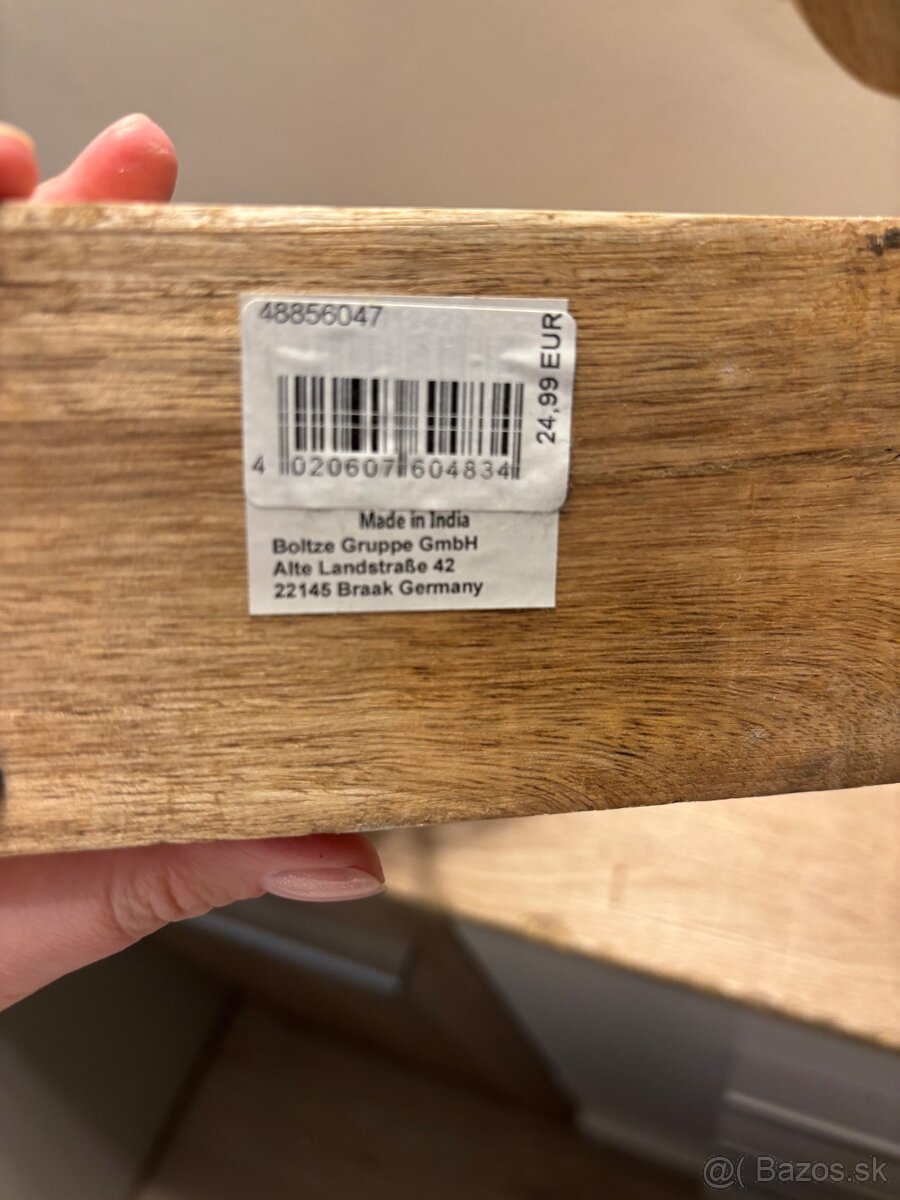 48856047
24,99 EUR
4 020607 604834
Made in India
Boltze Gruppe GmbH
Alte Landstraße 42
22145 Braak Germany
@( Bazos.sk